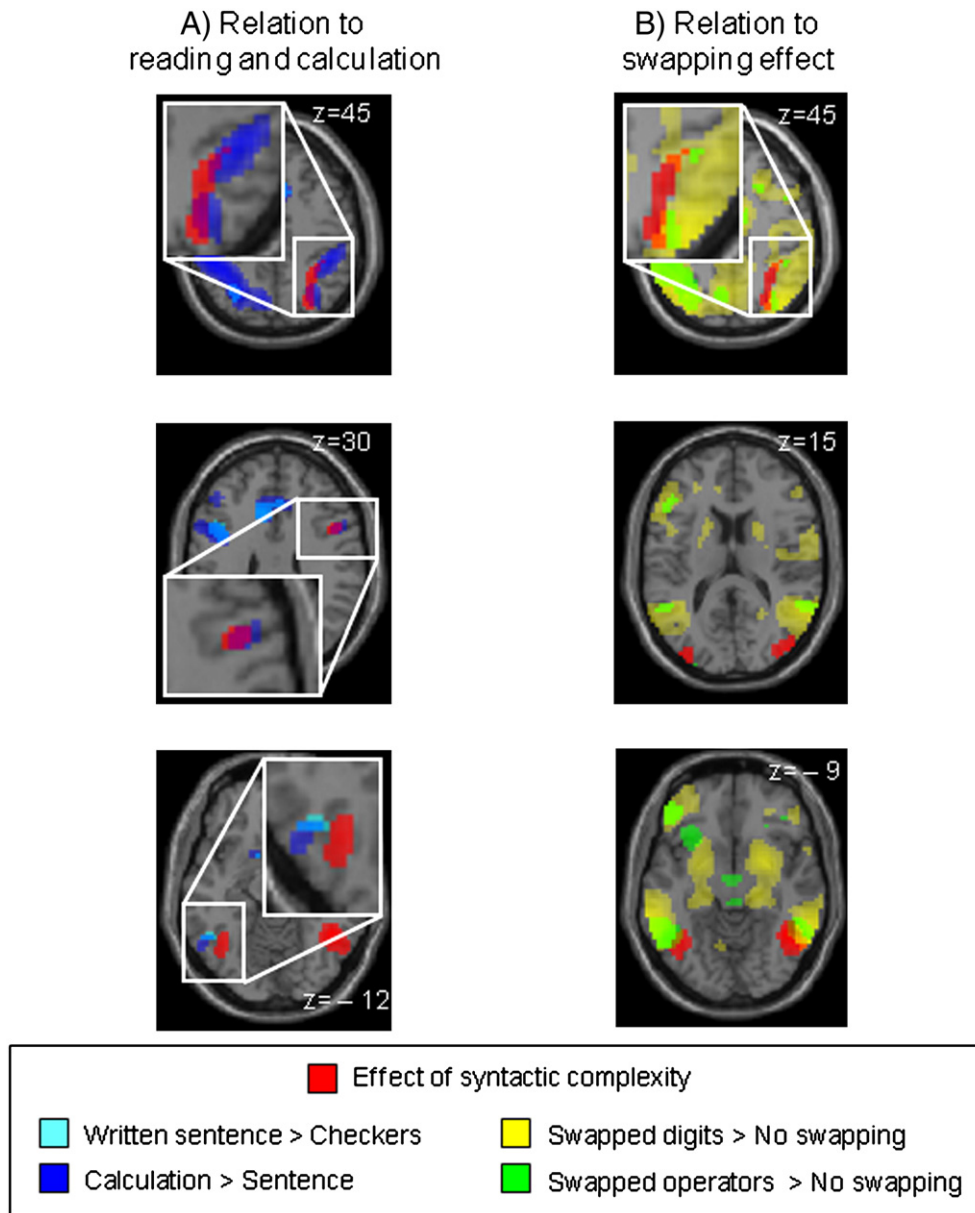 A) Relation to
reading and calculation
B) Relation to
swapping effect
z=45
z=45
z=30
z=15
z= – 12
z= – 9
Effect of syntactic complexity
Written sentence > Checkers
Swapped digits > No swapping
Calculation > Sentence
Swapped operators > No swapping